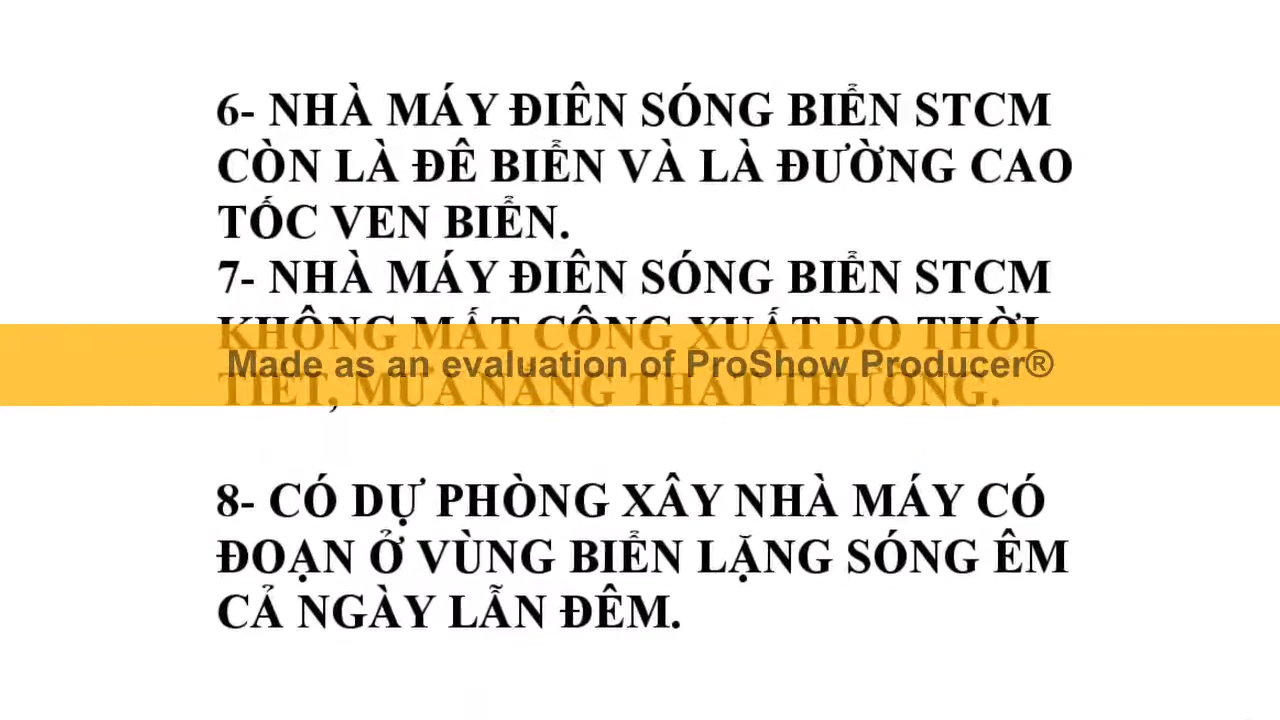 6- NHÀ MÁY ĐIÊN SÓNG BIỂN STCM
CÒN LÀ ĐÊ BIỂN VÀ LÀ ĐƯỜNG CAO
TỐC VEN BIỂN.
7- NHÀ MÁY ĐIÊN SÓNG BIỂN STCM
KHÔNG MẤT CÔNG XUẤT DO THỜI
Made as an evaluation of ProShow Producer®
TIẾT, MƯA NẮNG THẤT THƯỜNG.
8- CÓ DỰ PHÒNG XÂY NHÀ MÁY CÓ
ĐOẠN Ở VÙNG BIỂN LẶNG SÓNG ÊM
CẢ NGÀY LẪN ĐÊM.